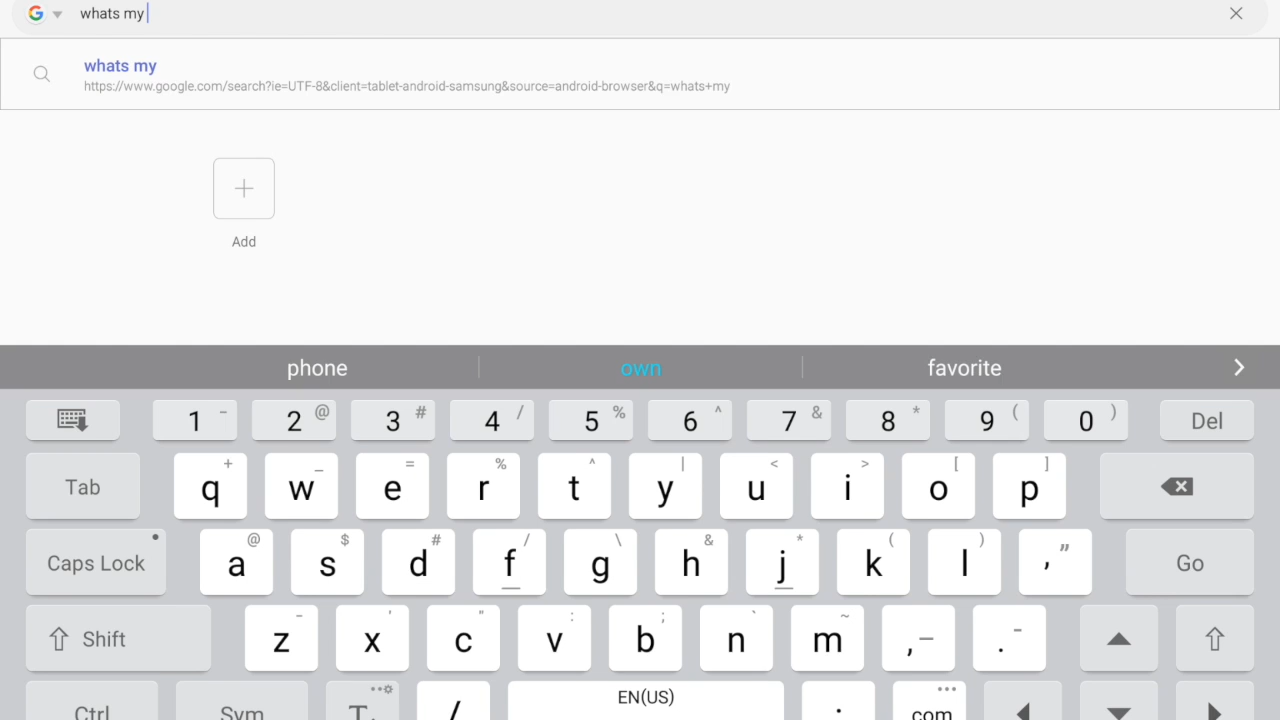 whats my
whats my
https://www.google.com/search?ie=UTF-8&client=tablet-android-samsung&source=android-browser&q=whats+my
Add
phone own favorite
1 - 2 @ 3 # 4 / 5 % 6 ^ 7 & 8 * 9 ( 0 ) Del
Tab q + w _ e = r % t ^ y | u < i > o [ p ]
Caps Lock a @ s $ d # f / g \ h & j * k ( l ) ' " Go
Shift z - x ' c " v : b ; n ` m ~ , – . -
Ctrl Sym T / EN(US) . com